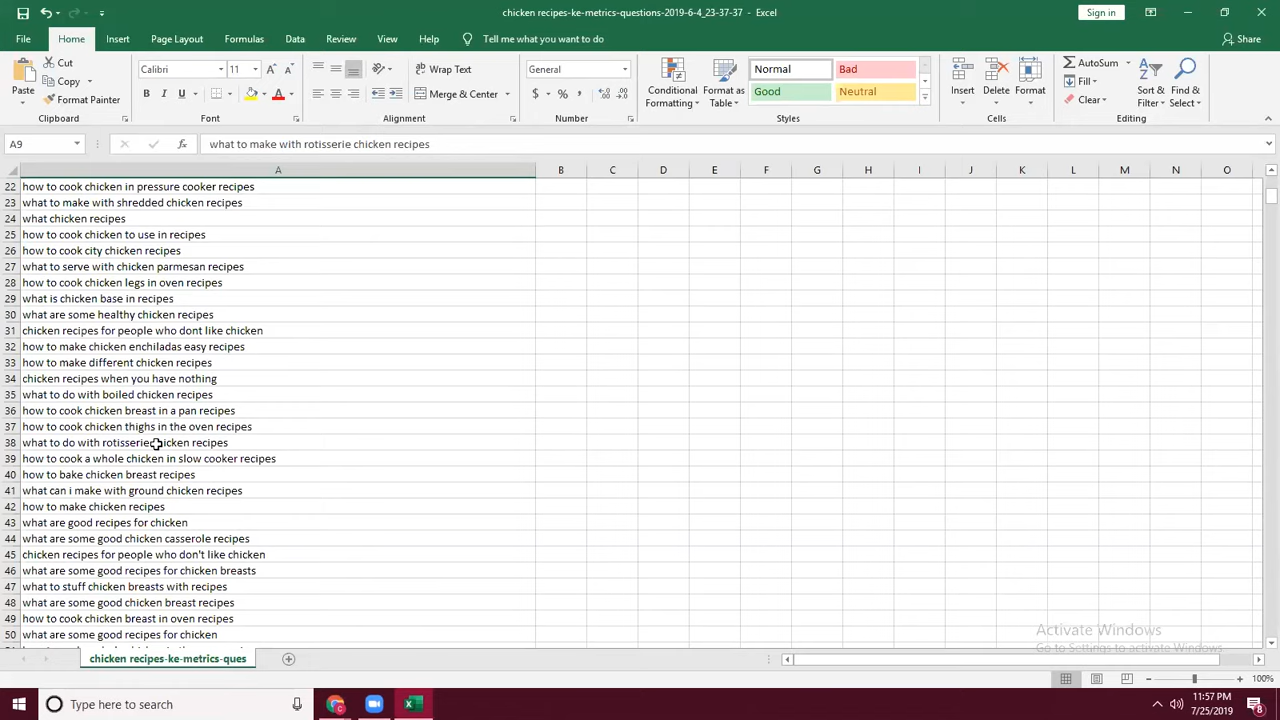 chicken recipes-ke-metrics-questions-2019-6-4_23-37-37 - Excel
Sign in
File Home Insert Page Layout Formulas Data Review View Help Tell me what you want to do Share
Paste
Cut
Copy
Format Painter
Clipboard
Calibri 11 A A
B I U A
Font
Wrap Text
Merge & Center
Alignment
General
$ % ,
Number
Conditional Formatting
Format as Table
Normal Bad
Good Neutral
Styles
Insert Delete Format
Cells
AutoSum
Fill
Clear
Sort & Filter
Find & Select
Editing
A9 fx what to make with rotisserie chicken recipes
A B C D E F G H I J K L M N O
22 how to cook chicken in pressure cooker recipes
23 what to make with shredded chicken recipes
24 what chicken recipes
25 how to cook chicken to use in recipes
26 how to cook city chicken recipes
27 what to serve with chicken parmesan recipes
28 how to cook chicken legs in oven recipes
29 what is chicken base in recipes
30 what are some healthy chicken recipes
31 chicken recipes for people who dont like chicken
32 how to make chicken enchiladas easy recipes
33 how to make different chicken recipes
34 chicken recipes when you have nothing
35 what to do with boiled chicken recipes
36 how to cook chicken breast in a pan recipes
37 how to cook chicken thighs in the oven recipes
38 what to do with rotisserie chicken recipes
39 how to cook a whole chicken in slow cooker recipes
40 how to bake chicken breast recipes
41 what can i make with ground chicken recipes
42 how to make chicken recipes
43 what are good recipes for chicken
44 what are some good chicken casserole recipes
45 chicken recipes for people who don't like chicken
46 what are some good recipes for chicken breasts
47 what to stuff chicken breasts with recipes
48 what are some good chicken breast recipes
49 how to cook chicken breast in oven recipes
50 what are some good recipes for chicken
Activate Windows
Go to Settings to activate Windows.
chicken recipes-ke-metrics-ques
100%
Type here to search
11:57 PM
7/25/2019
8